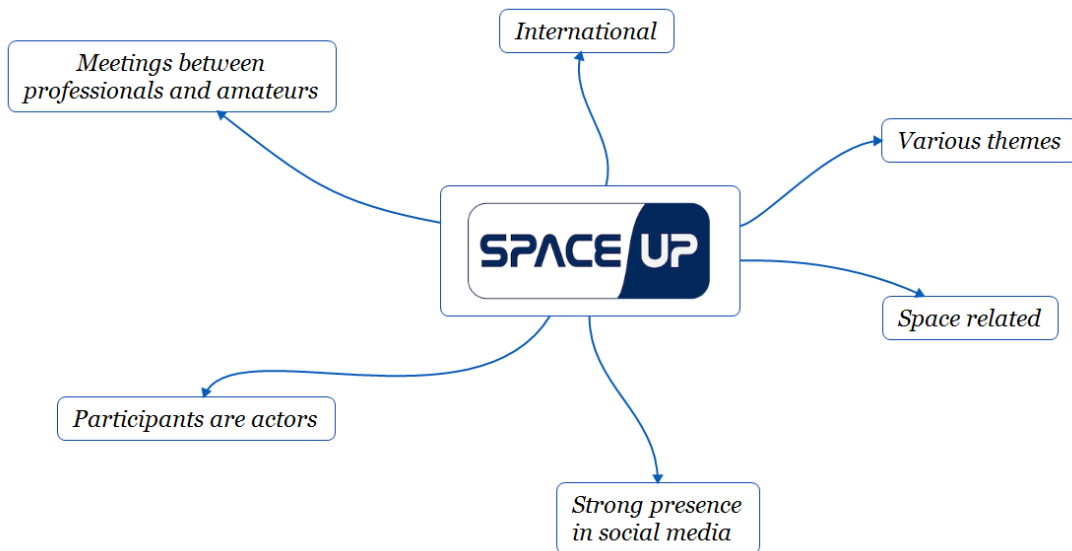 International
Meetings between
professionals and amateurs
Various themes
SPACE UP
Space related
Participants are actors
Strong presence
in social media